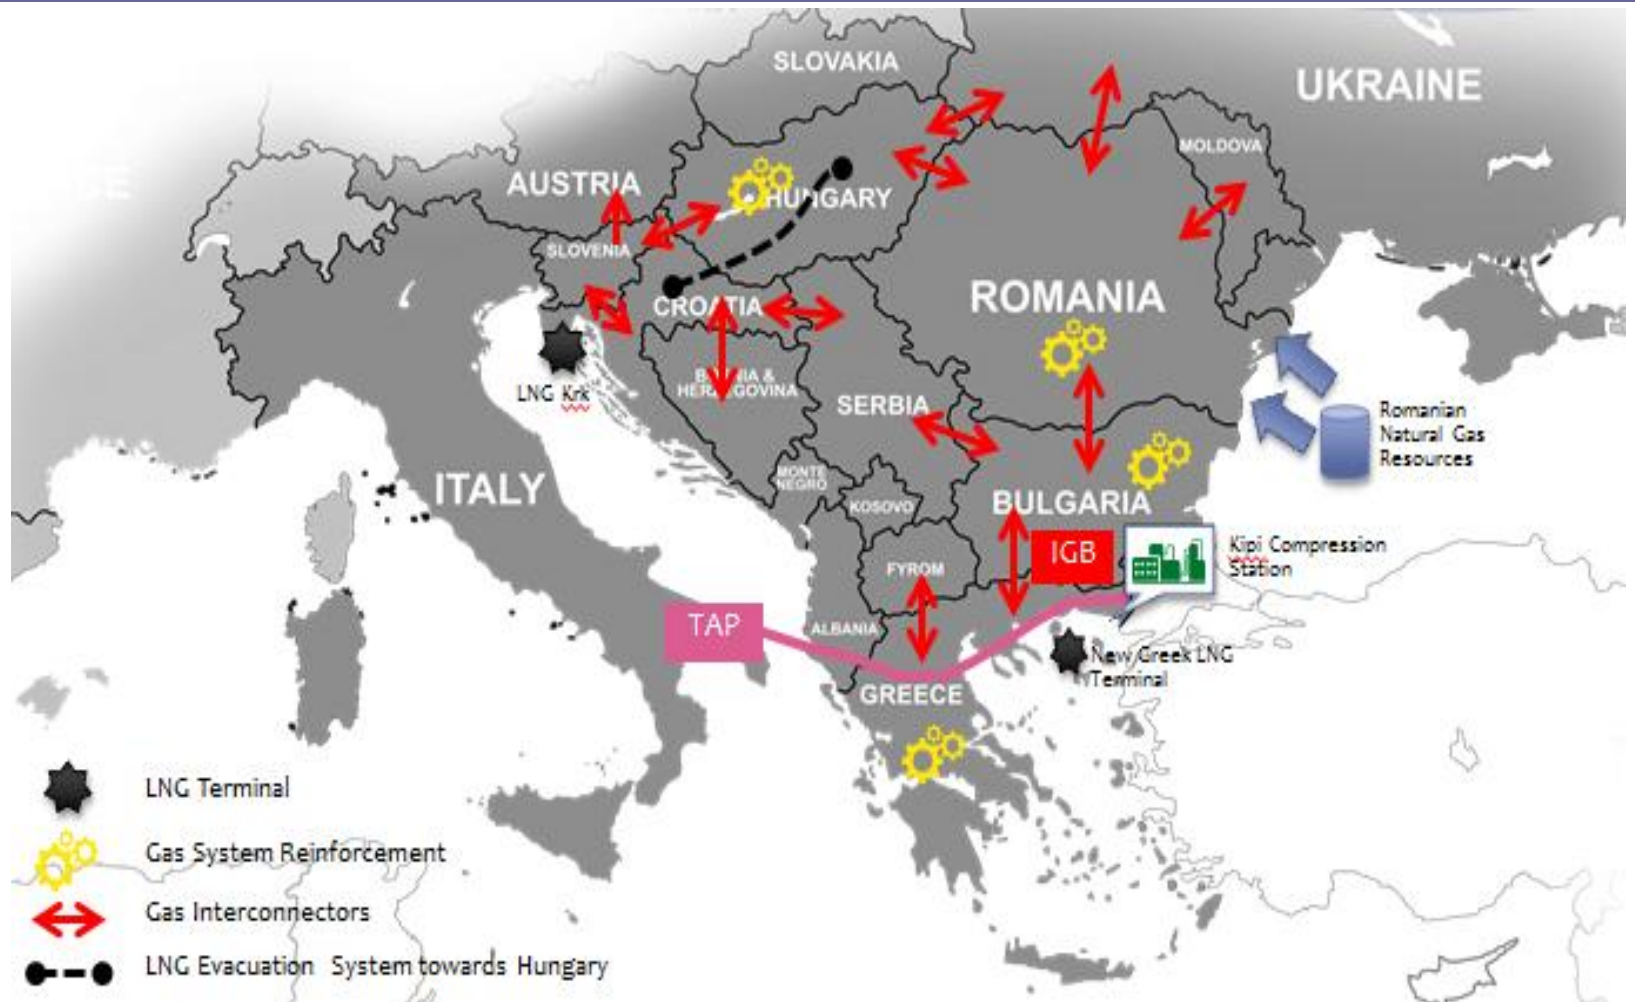 SLOVAKIA
UKRAINE
MOLDOVA
AUSTRIA
HUNGARY
SLOVENIA
ROMANIA
CROATIA
LNG Krk
BOSNIA &
HERZEGOVINA
SERBIA
Romanian
Natural Gas
Resources
ITALY
MONTE
NEGRO
KOSOVO
BULGARIA
IGB
Kipi Compression
Station
FYROM
TAP
ALBANIA
New Greek LNG
Terminal
GREECE
LNG Terminal
Gas System Reinforcement
Gas Interconnectors
LNG Evacuation System towards Hungary